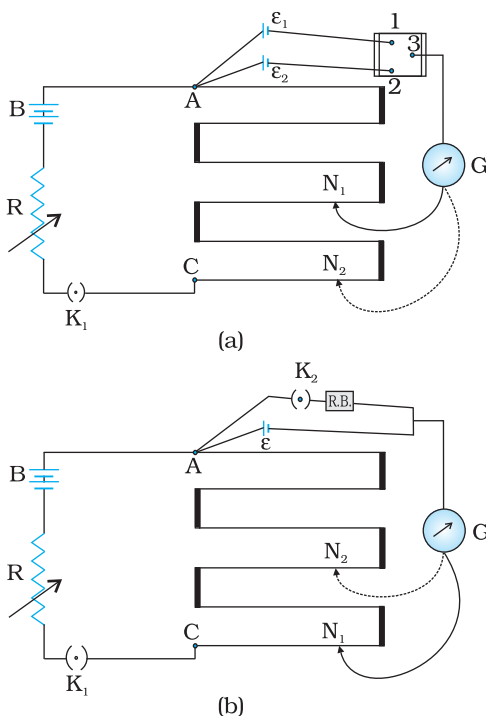 ε₁
1
3
ε₂
2
B
A
G
R
N₁
C
N₂
K₁
(a)
K₂
R.B.
ε
A
B
G
N₂
R
C
N₁
K₁
(b)